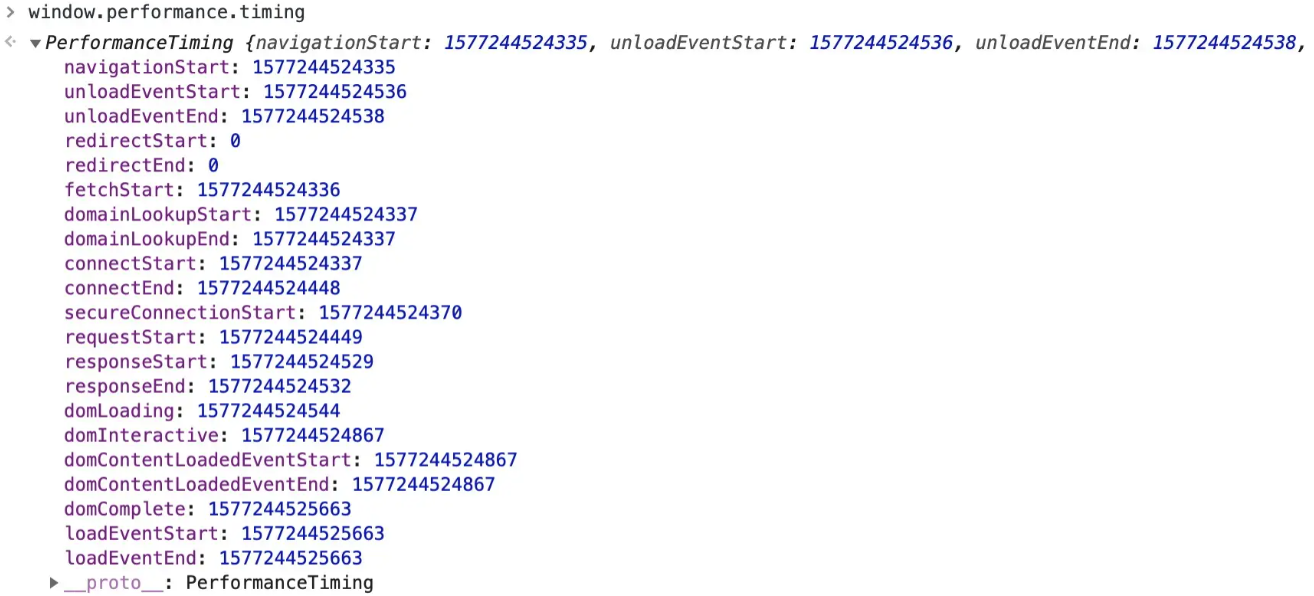 > window.performance.timing
PerformanceTiming {navigationStart: 1577244524335, unloadEventStart: 1577244524536, unloadEventEnd: 1577244524538,
navigationStart: 1577244524335
unloadEventStart: 1577244524536
unloadEventEnd: 1577244524538
redirectStart: 0
redirectEnd: 0
fetchStart: 1577244524336
domainLookupStart: 1577244524337
domainLookupEnd: 1577244524337
connectStart: 1577244524337
connectEnd: 1577244524448
secureConnectionStart: 1577244524370
requestStart: 1577244524449
responseStart: 1577244524529
responseEnd: 1577244524532
domLoading: 1577244524544
domInteractive: 1577244524867
domContentLoadedEventStart: 1577244524867
domContentLoadedEventEnd: 1577244524867
domComplete: 1577244525663
loadEventStart: 1577244525663
loadEventEnd: 1577244525663
__proto__: PerformanceTiming